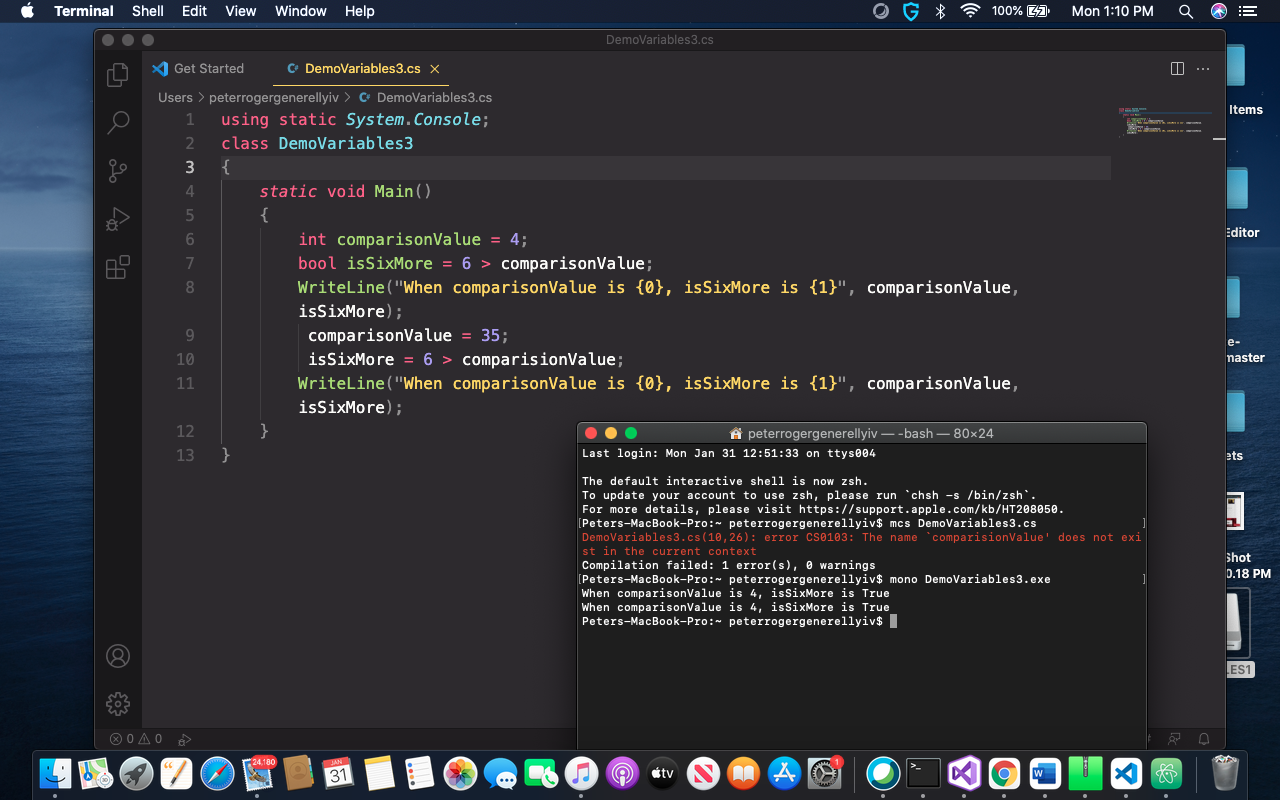 Terminal Shell Edit View Window Help 100% Mon 1:10 PM
DemoVariables3.cs
Get Started DemoVariables3.cs
Users > peterrogergenerellyiv > DemoVariables3.cs
1 using static System.Console;
2 class DemoVariables3
3 {
4 static void Main()
5 {
6 int comparisonValue = 4;
7 bool isSixMore = 6 > comparisonValue;
8 WriteLine("When comparisonValue is {0}, isSixMore is {1}", comparisonValue,
isSixMore);
9 comparisonValue = 35;
10 isSixMore = 6 > comparisionValue;
11 WriteLine("When comparisonValue is {0}, isSixMore is {1}", comparisonValue,
isSixMore);
12 }
13 }
peterrogergenerellyiv — -bash — 80×24
Last login: Mon Jan 31 12:51:33 on ttys004
The default interactive shell is now zsh.
To update your account to use zsh, please run `chsh -s /bin/zsh`.
For more details, please visit https://support.apple.com/kb/HT208050.
[Peters-MacBook-Pro:~ peterrogergenerellyiv$ mcs DemoVariables3.cs ]
DemoVariables3.cs(10,26): error CS0103: The name `comparisionValue' does not exi
st in the current context
Compilation failed: 1 error(s), 0 warnings
[Peters-MacBook-Pro:~ peterrogergenerellyiv$ mono DemoVariables3.exe ]
When comparisonValue is 4, isSixMore is True
When comparisonValue is 4, isSixMore is True
Peters-MacBook-Pro:~ peterrogergenerellyiv$
Items
Editor
e-
master
ets
Shot
0.18 PM
LES1
0 0
24,180
JAN
31
tv
1